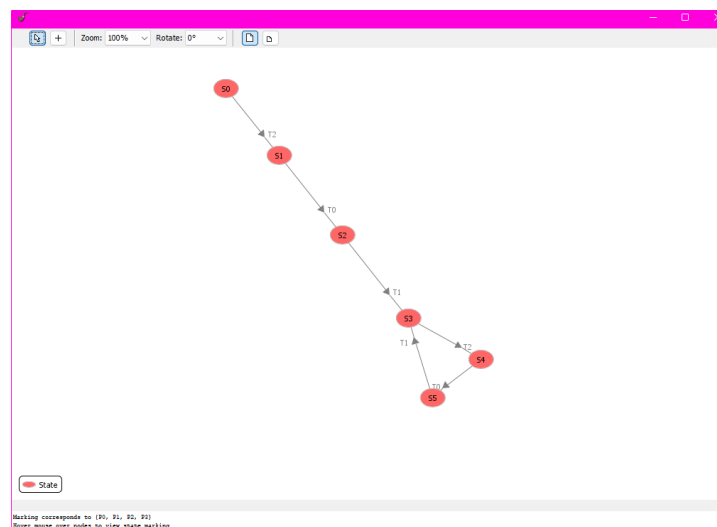 Zoom: 100% Rotate: 0°
S0
T2
S1
T0
S2
T1
S3
T1
T2
S4
T0
S5
State
Marking corresponds to (P0, P1, P2, P3)
Hover mouse over nodes to view state marking